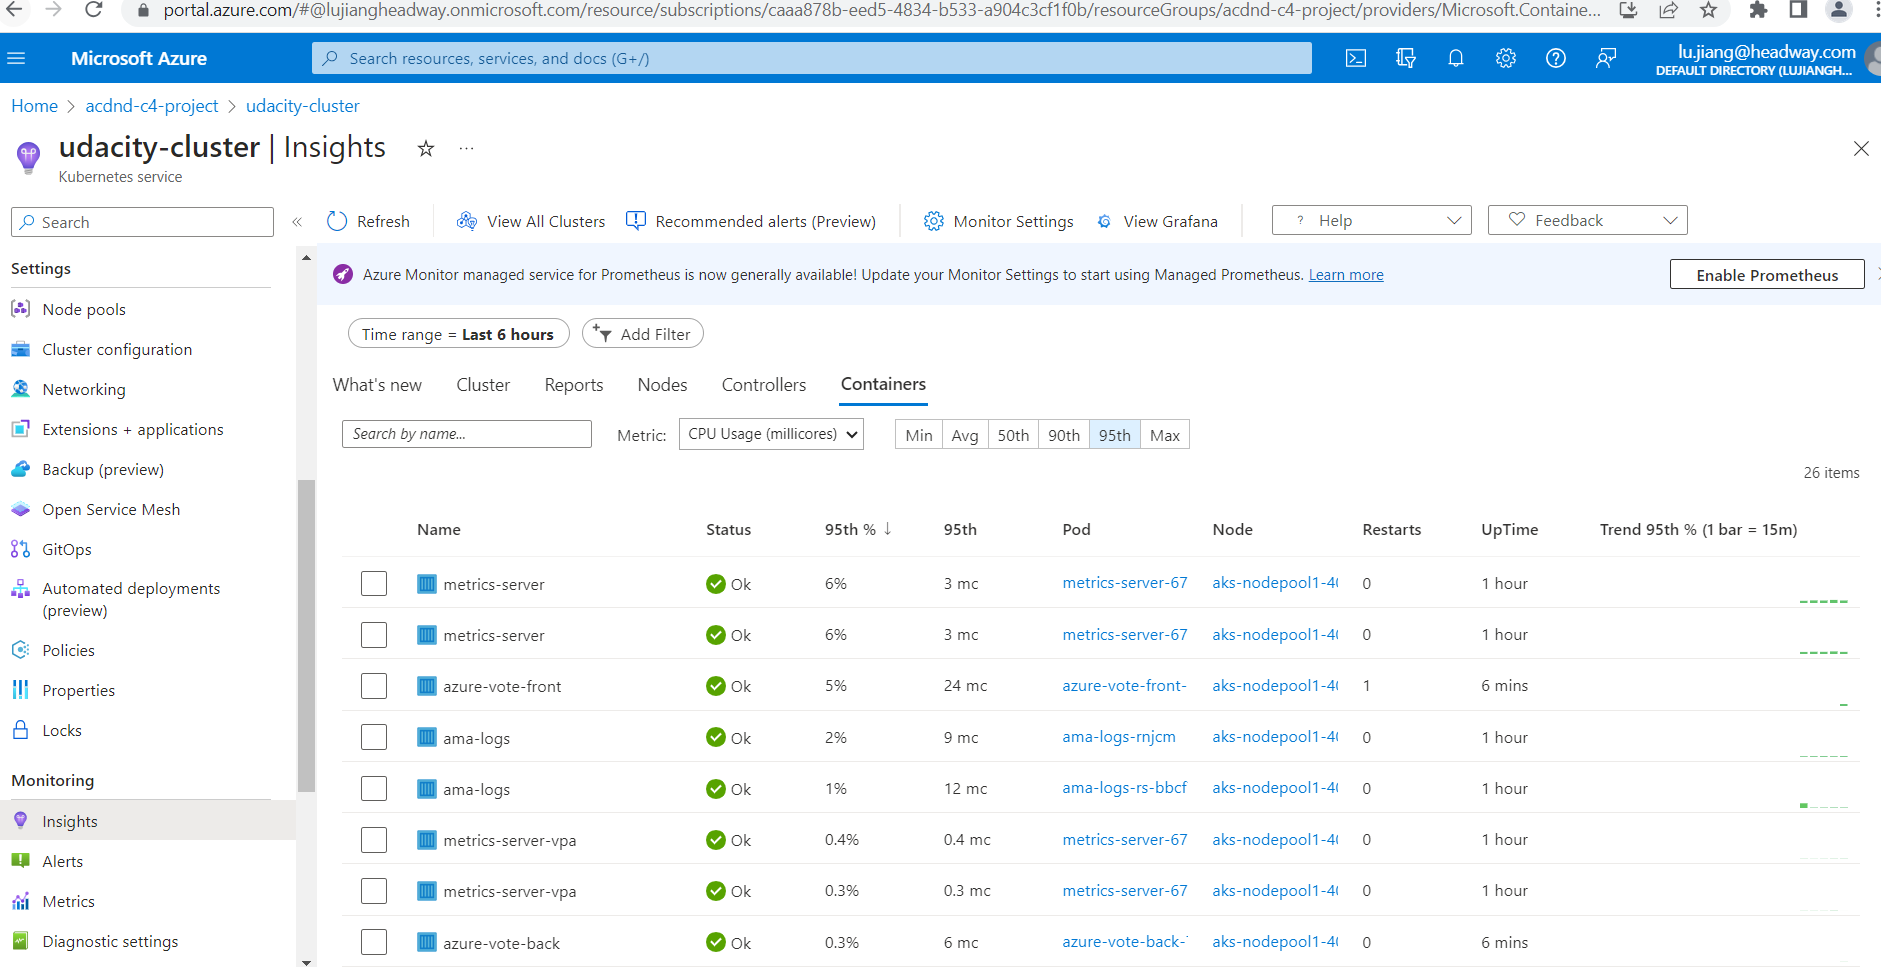 portal.azure.com/#@lujiangheadway.onmicrosoft.com/resource/subscriptions/caaa878b-eed5-4834-b533-a904c3cf1f0b/resourceGroups/acdnd-c4-project/providers/Microsoft.Containe...
Microsoft Azure
Search resources, services, and docs (G+/)
lu.jiang@headway.com
DEFAULT DIRECTORY (LUJIANGH...
Home > acdnd-c4-project > udacity-cluster
udacity-cluster | Insights ...
Kubernetes service
Search
« Refresh View All Clusters Recommended alerts (Preview) Monitor Settings View Grafana ? Help Feedback
Settings
Node pools
Cluster configuration
Networking
Extensions + applications
Backup (preview)
Open Service Mesh
GitOps
Automated deployments
(preview)
Policies
Properties
Locks
Monitoring
Insights
Alerts
Metrics
Diagnostic settings
Azure Monitor managed service for Prometheus is now generally available! Update your Monitor Settings to start using Managed Prometheus. Learn more
Enable Prometheus
Time range = Last 6 hours Add Filter
What's new Cluster Reports Nodes Controllers Containers
Search by name... Metric: CPU Usage (millicores) Min Avg 50th 90th 95th Max
26 items
Name Status 95th % ↓ 95th Pod Node Restarts UpTime Trend 95th % (1 bar = 15m)
metrics-server Ok 6% 3 mc metrics-server-67 aks-nodepool1-40 0 1 hour
metrics-server Ok 6% 3 mc metrics-server-67 aks-nodepool1-40 0 1 hour
azure-vote-front Ok 5% 24 mc azure-vote-front- aks-nodepool1-40 1 6 mins
ama-logs Ok 2% 9 mc ama-logs-rnjcm aks-nodepool1-40 0 1 hour
ama-logs Ok 1% 12 mc ama-logs-rs-bbcf aks-nodepool1-40 0 1 hour
metrics-server-vpa Ok 0.4% 0.4 mc metrics-server-67 aks-nodepool1-40 0 1 hour
metrics-server-vpa Ok 0.3% 0.3 mc metrics-server-67 aks-nodepool1-40 0 1 hour
azure-vote-back Ok 0.3% 6 mc azure-vote-back- aks-nodepool1-40 0 6 mins